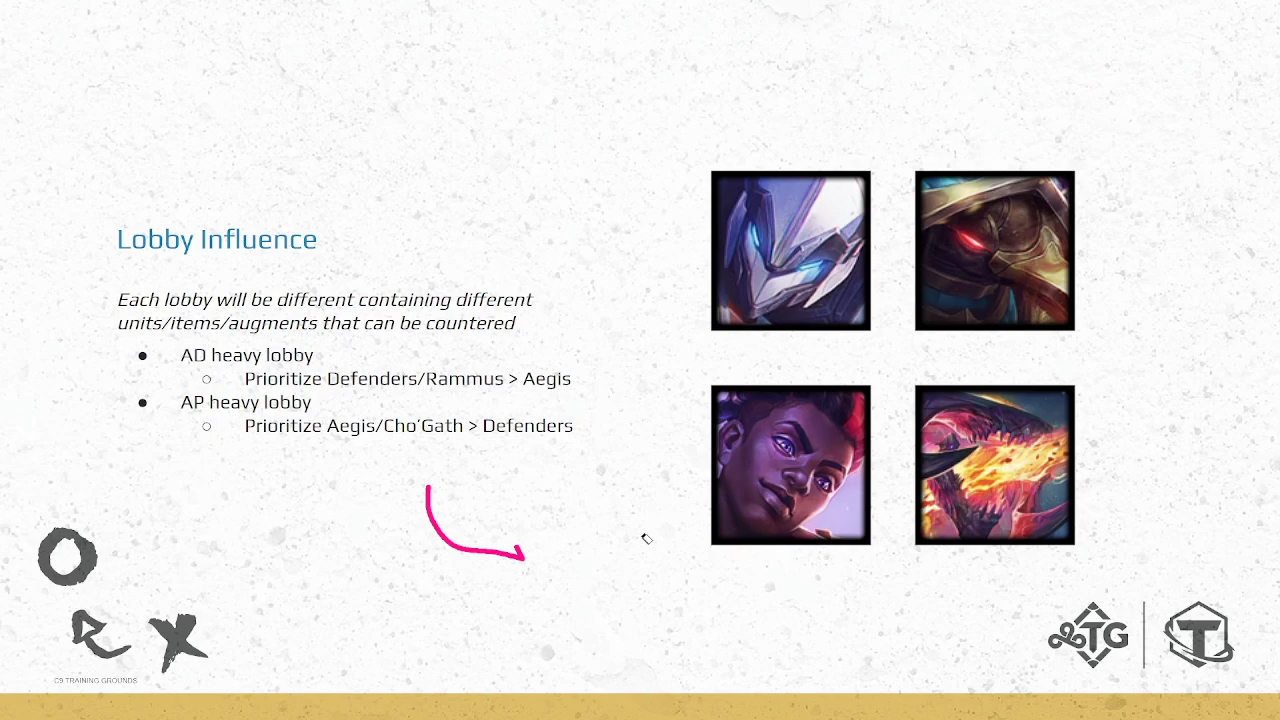 Lobby Influence
Each lobby will be different containing different
units/items/augments that can be countered
● AD heavy lobby
○ Prioritize Defenders/Rammus > Aegis
● AP heavy lobby
○ Prioritize Aegis/Cho'Gath > Defenders
TG
T
C9 TRAINING GROUNDS